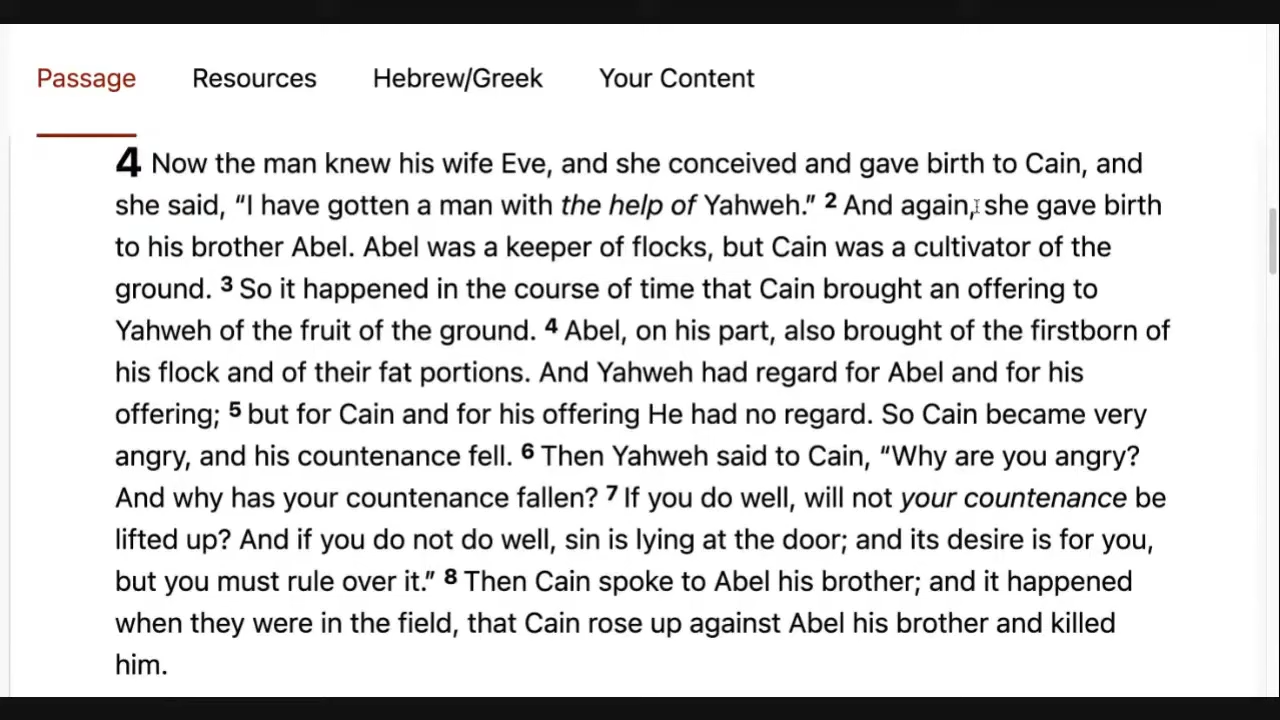 Passage Resources Hebrew/Greek Your Content
4 Now the man knew his wife Eve, and she conceived and gave birth to Cain, and
she said, “I have gotten a man with the help of Yahweh.” 2 And again, she gave birth
to his brother Abel. Abel was a keeper of flocks, but Cain was a cultivator of the
ground. 3 So it happened in the course of time that Cain brought an offering to
Yahweh of the fruit of the ground. 4 Abel, on his part, also brought of the firstborn of
his flock and of their fat portions. And Yahweh had regard for Abel and for his
offering; 5 but for Cain and for his offering He had no regard. So Cain became very
angry, and his countenance fell. 6 Then Yahweh said to Cain, “Why are you angry?
And why has your countenance fallen? 7 If you do well, will not your countenance be
lifted up? And if you do not do well, sin is lying at the door; and its desire is for you,
but you must rule over it.” 8 Then Cain spoke to Abel his brother; and it happened
when they were in the field, that Cain rose up against Abel his brother and killed
him.